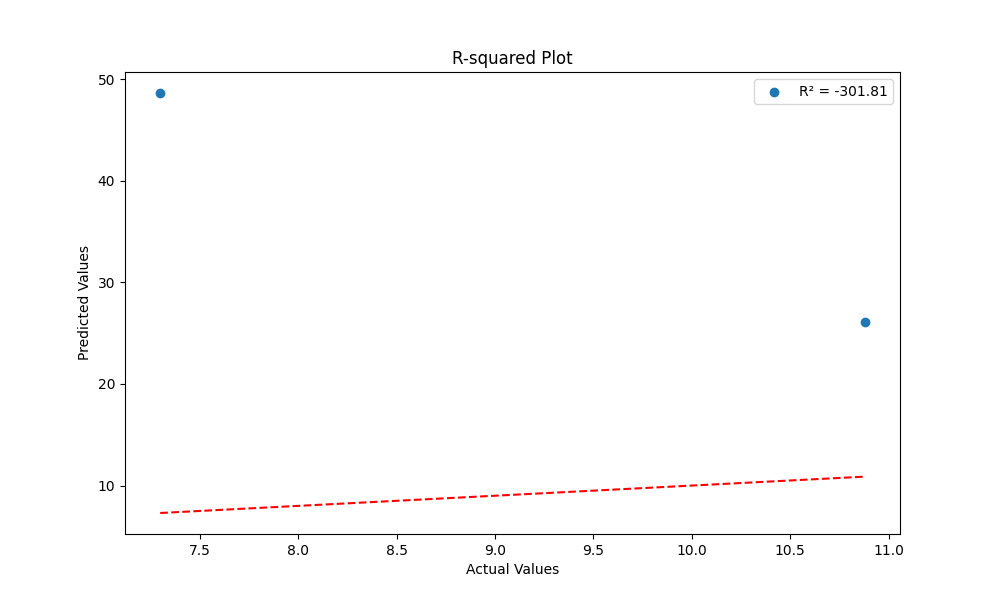 R-squared Plot
R² = -301.81
50
40
30
20
10
Predicted Values
7.5 8.0 8.5 9.0 9.5 10.0 10.5 11.0
Actual Values